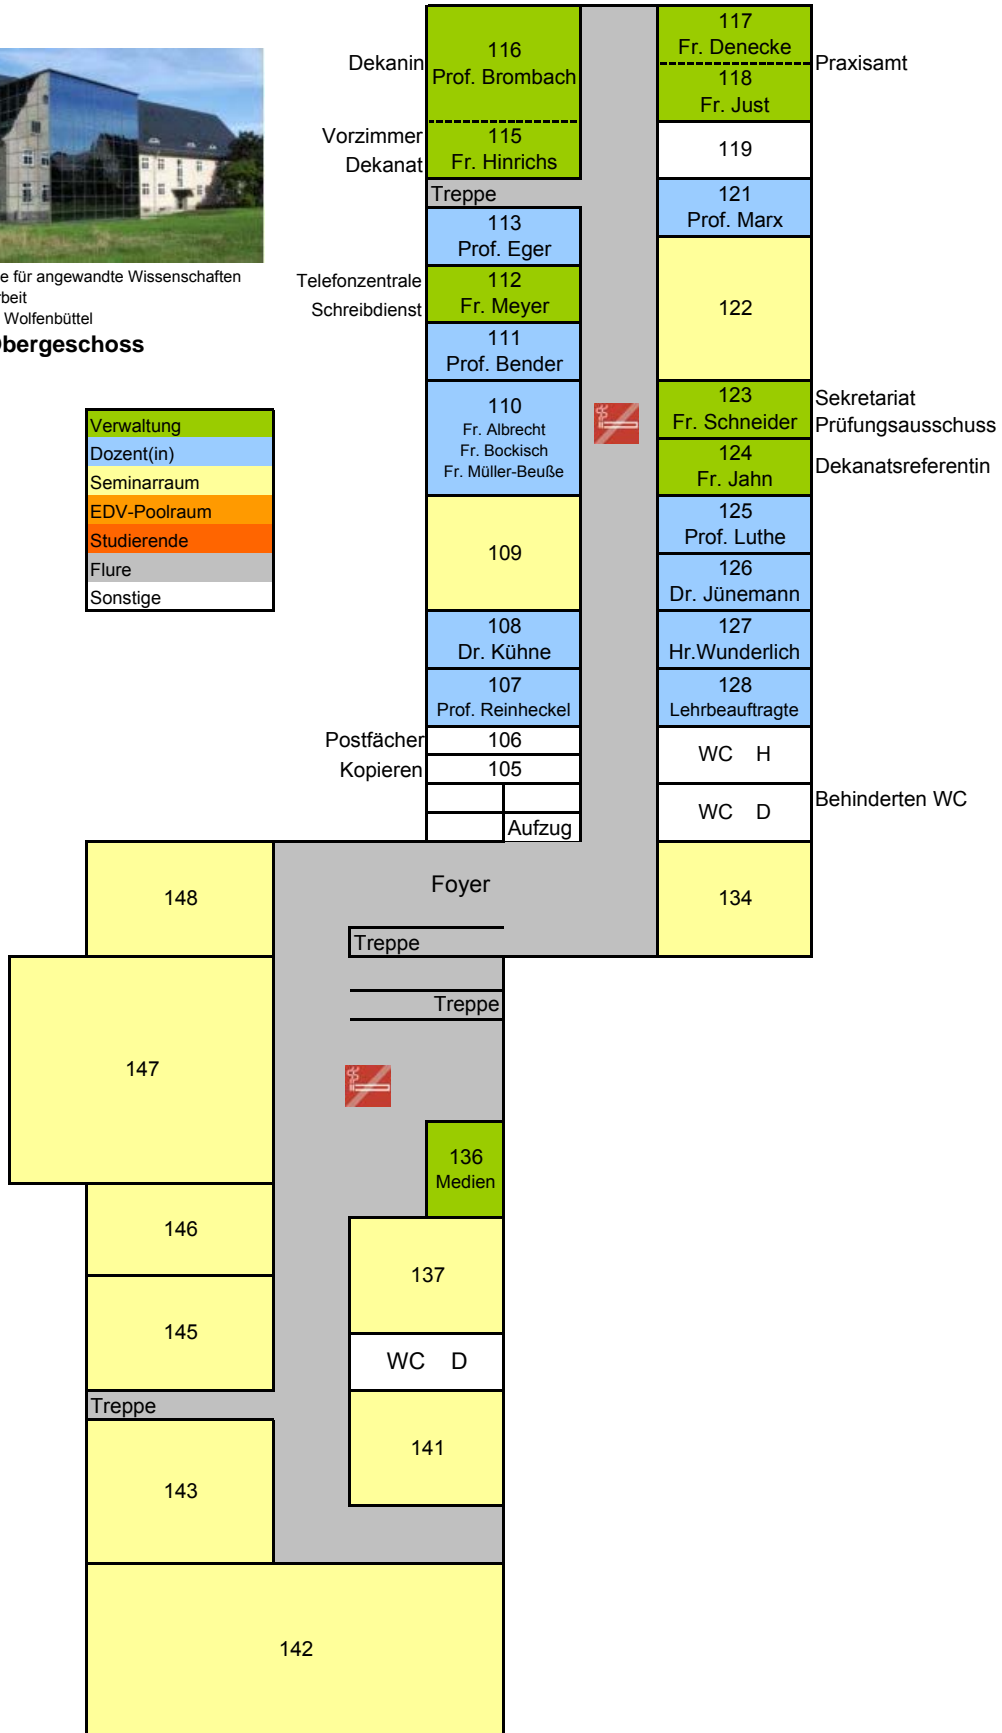 116
Prof. Brombach
Dekanin
115
Fr. Hinrichs
Vorzimmer
Dekanat
Treppe
113
Prof. Eger
112
Fr. Meyer
Telefonzentrale
Schreibdienst
111
Prof. Bender
110
Fr. Albrecht
Fr. Bockisch
Fr. Müller-Beuße
109
108
Dr. Kühne
107
Prof. Reinheckel
106
Postfächer
105
Kopieren
Aufzug
117
Fr. Denecke
118
Fr. Just
Praxisamt
119
121
Prof. Marx
122
123
Fr. Schneider
Sekretariat
Prüfungsausschuss
124
Fr. Jahn
Dekanatsreferentin
125
Prof. Luthe
126
Dr. Jünemann
127
Hr.Wunderlich
128
Lehrbeauftragte
WC H
WC D
Behinderten WC
134
e für angewandte Wissenschaften
rbeit
Wolfenbüttel
Obergeschoss
Verwaltung
Dozent(in)
Seminarraum
EDV-Poolraum
Studierende
Flure
Sonstige
Foyer
Treppe
Treppe
148
147
146
145
Treppe
143
142
136
Medien
137
WC D
141